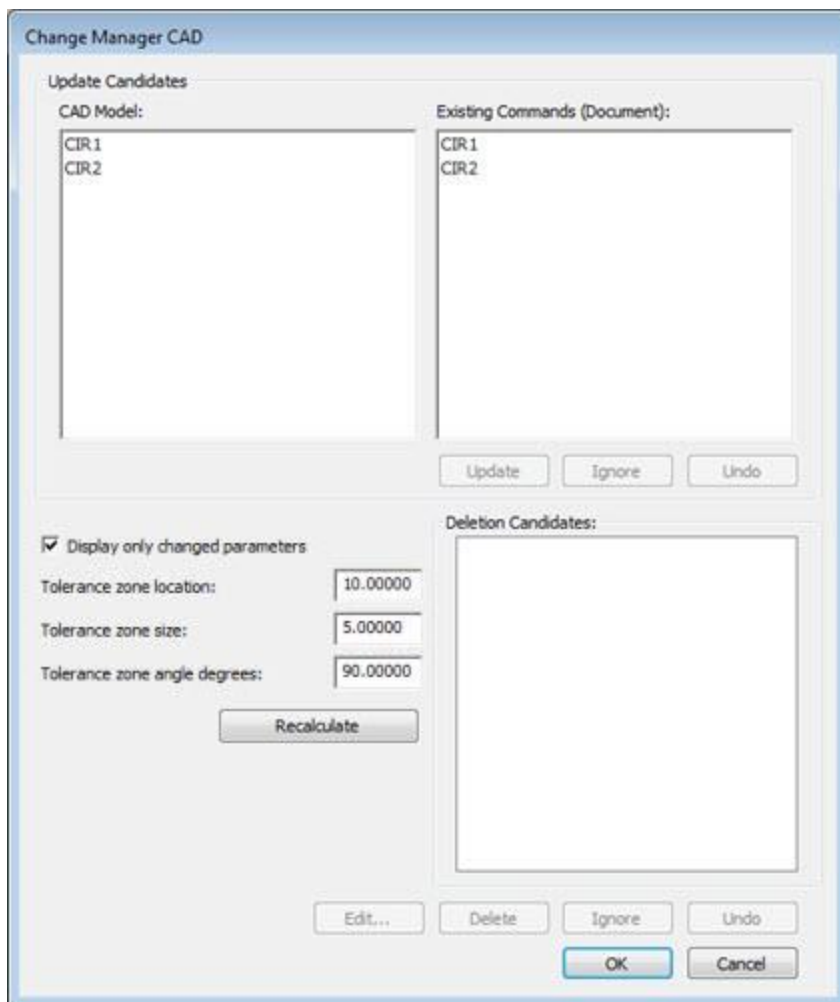 Change Manager CAD
Update Candidates
CAD Model:
Existing Commands (Document):
CIR1
CIR2
CIR1
CIR2
Update
Ignore
Undo
Display only changed parameters
Tolerance zone location:
10.00000
Tolerance zone size:
5.00000
Tolerance zone angle degrees:
90.00000
Recalculate
Deletion Candidates:
Edit...
Delete
Ignore
Undo
OK
Cancel